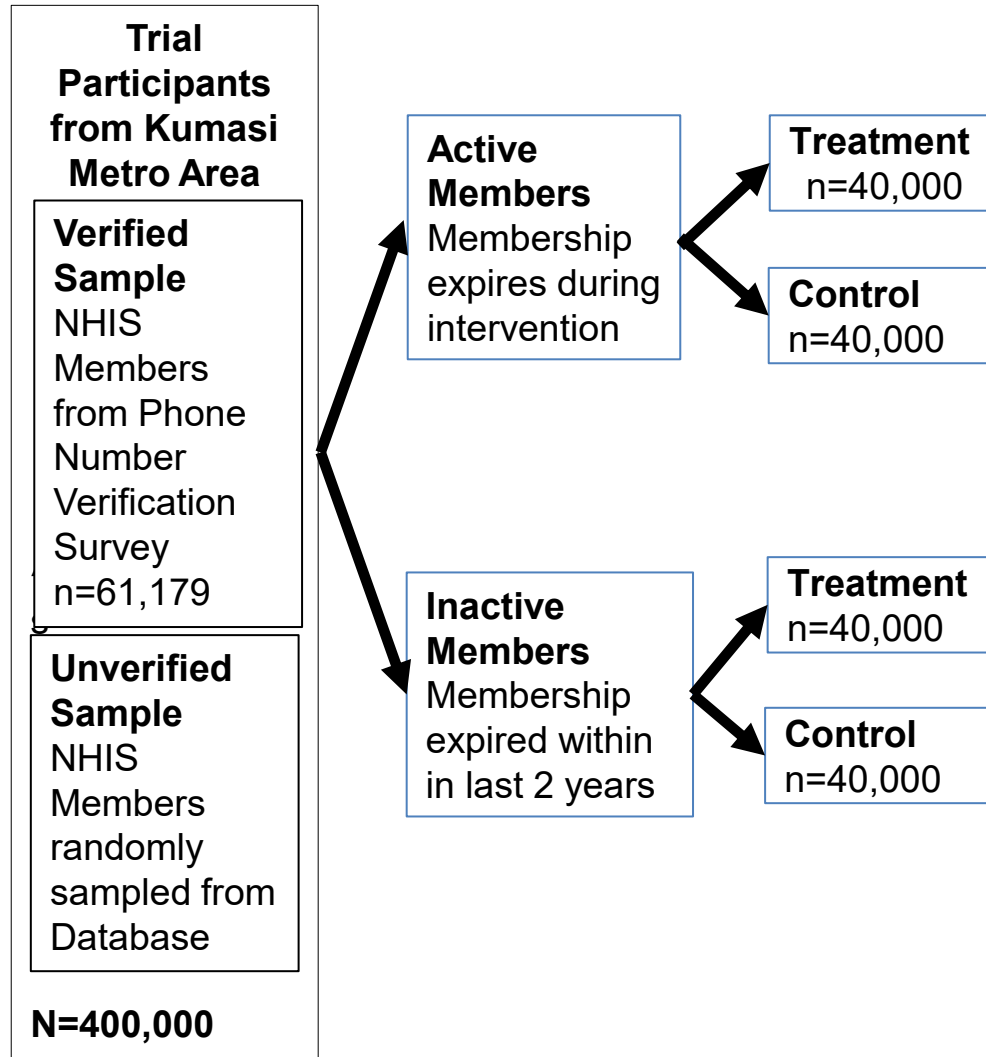 Trial
Participants
from Kumasi
Metro Area
Verified
Sample
NHIS
Members
from Phone
Number
Verification
Survey
n=61,179
Unverified
Sample
NHIS
Members
randomly
sampled from
Database
N=400,000
Active
Members
Membership
expires during
intervention
Inactive
Members
Membership
expired within
in last 2 years
Treatment
n=40,000
Control
n=40,000
Treatment
n=40,000
Control
n=40,000